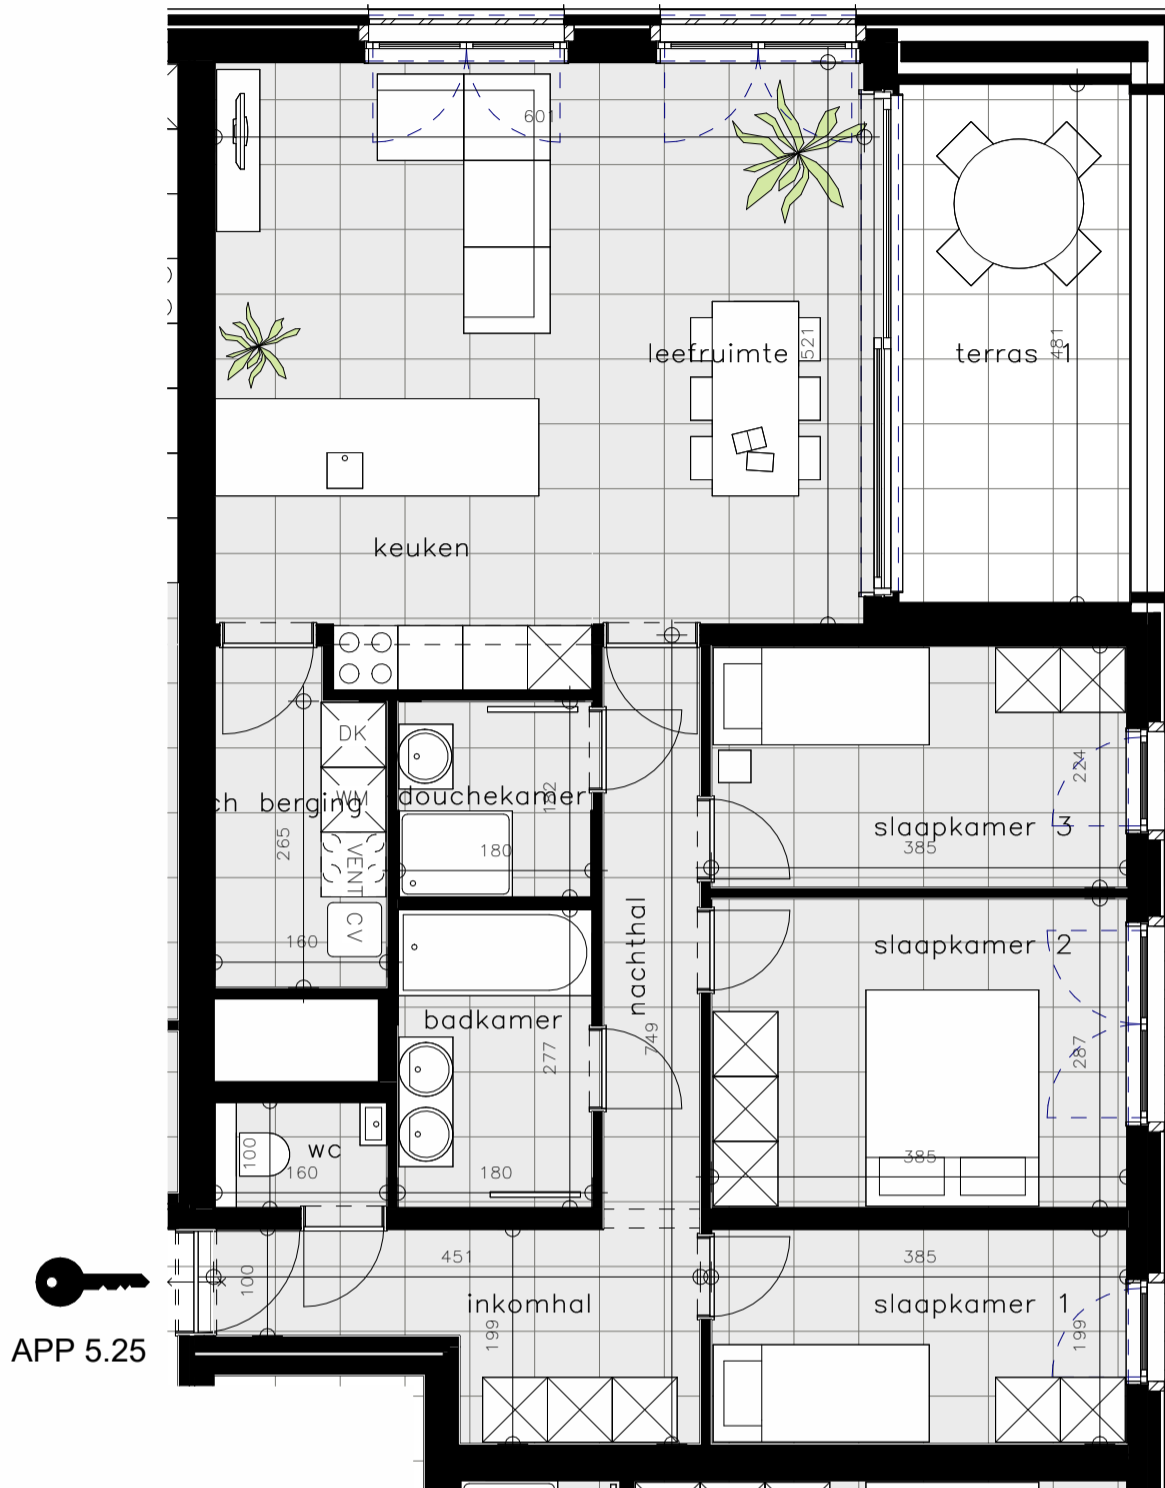 601
leefruimte
521
terras 1
481
keuken
DK
ch berging
WM
douchekamer
182
224
265
VENT
180
slaapkamer 3
385
CV
160
nachthal
slaapkamer 2
badkamer
749
277
287
wc
100
160
180
385
451
385
100
inkomhal
slaapkamer 1
199
199
APP 5.25